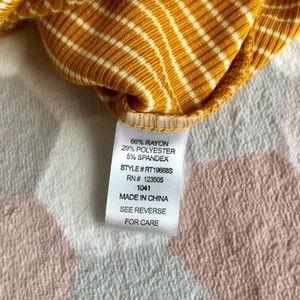 66% RAYON
29% POLYESTER
5% SPANDEX
STYLE # RT19668S
RN # 123505
1041
MADE IN CHINA
SEE REVERSE
FOR CARE